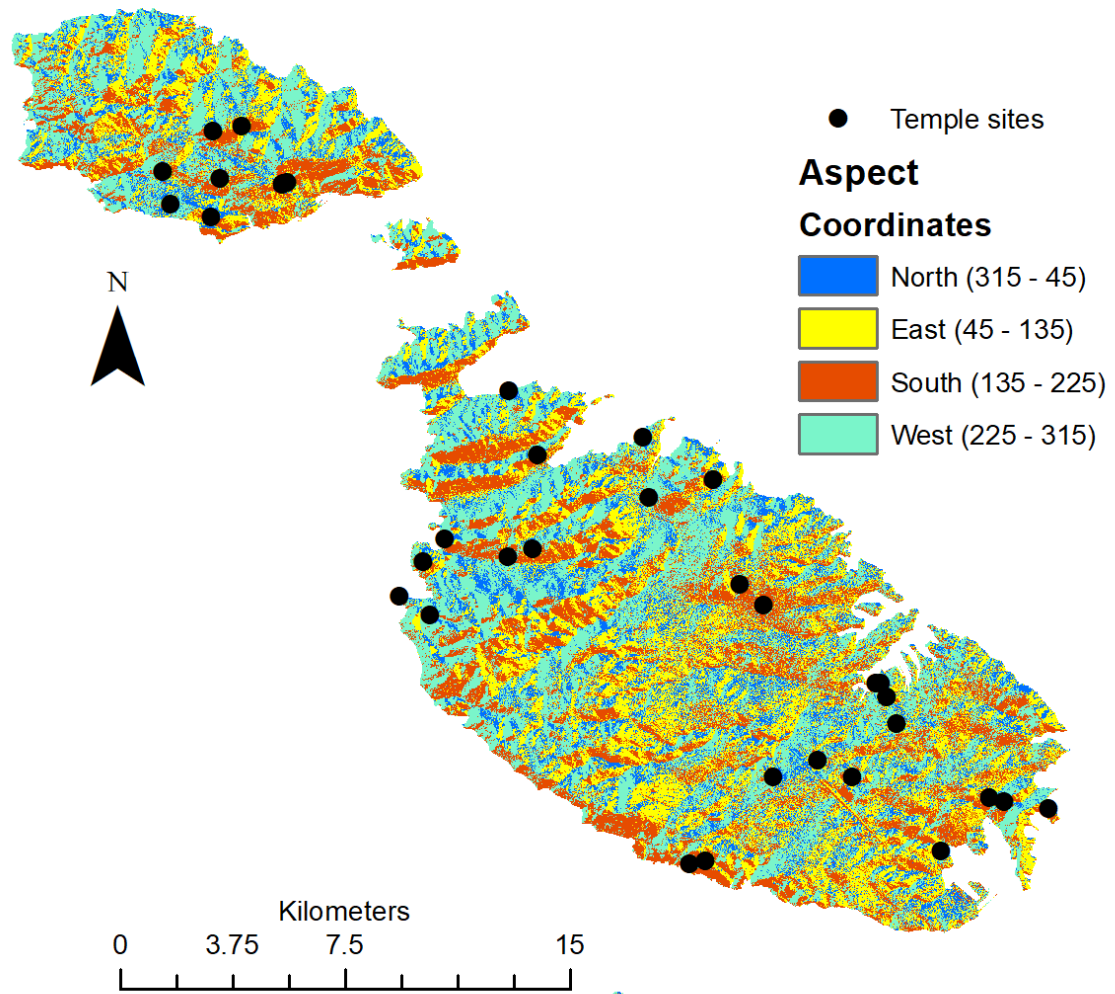 Temple sites
Aspect
Coordinates
North (315 - 45)
East (45 - 135)
South (135 - 225)
West (225 - 315)
N
Kilometers
0 3.75 7.5 15